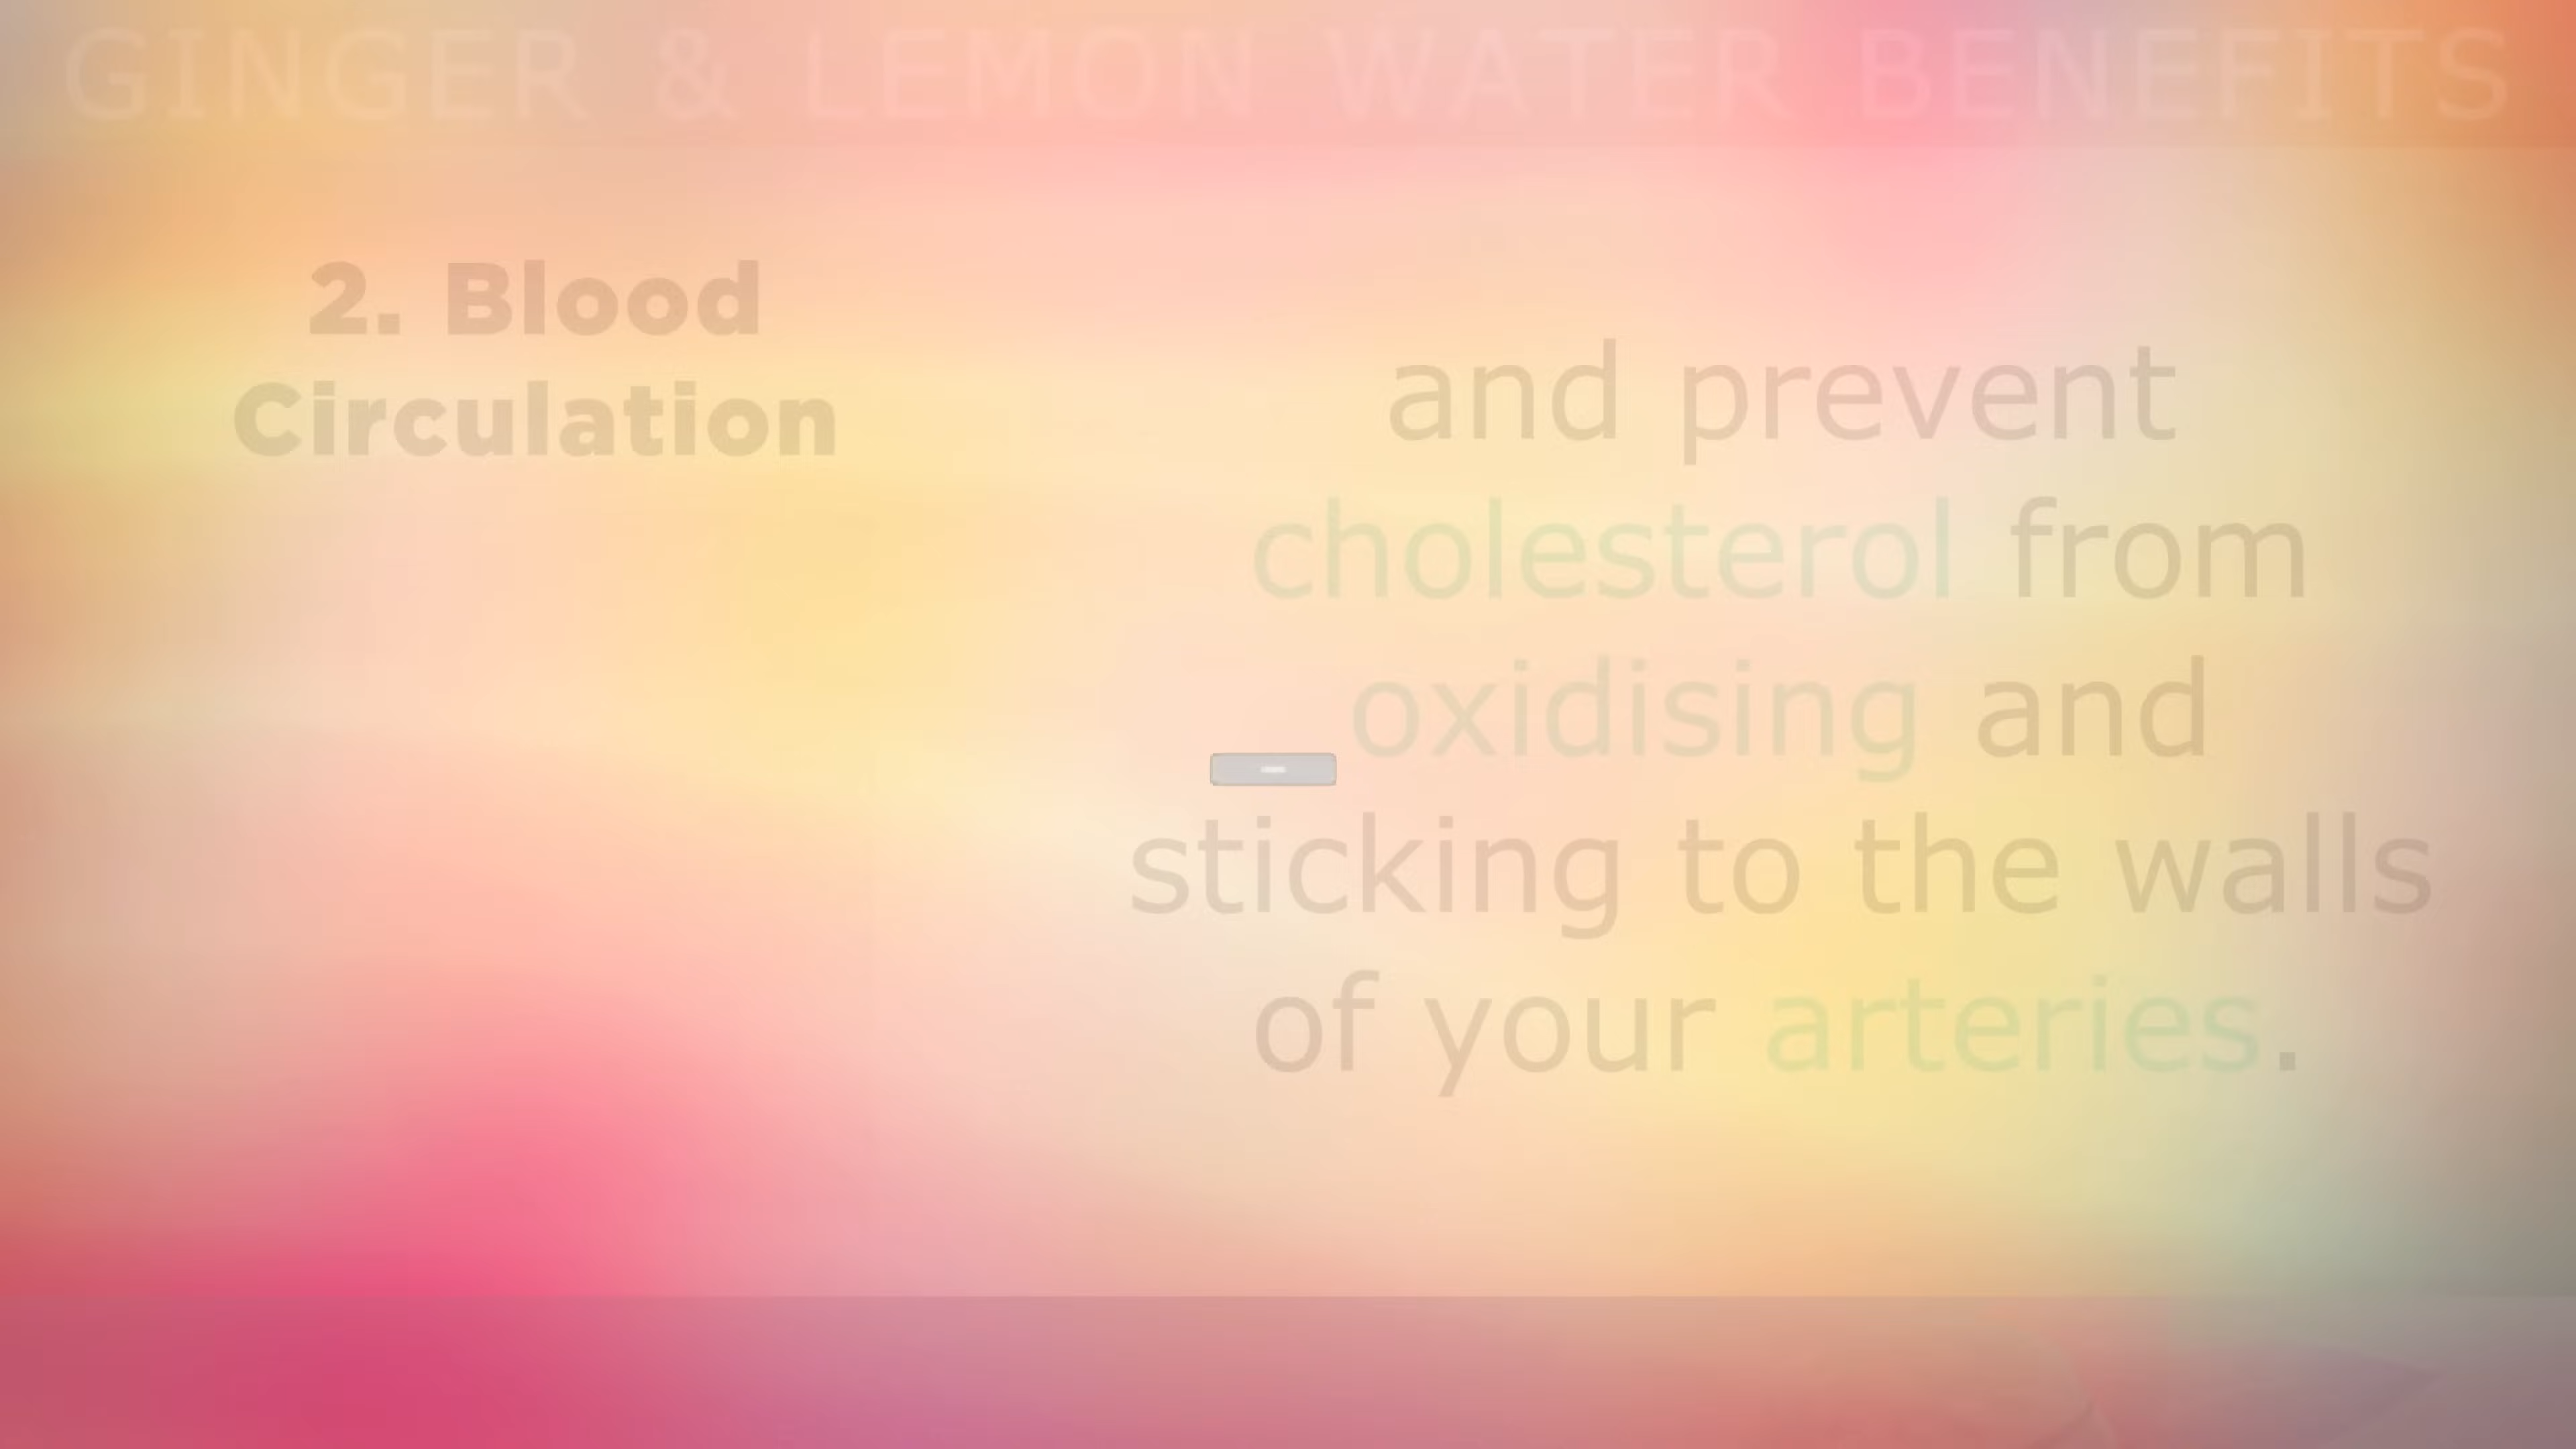 GINGER & LEMON WATER BENEFITS
2. Blood
Circulation
and prevent
cholesterol from
oxidising and
sticking to the walls
of your arteries.